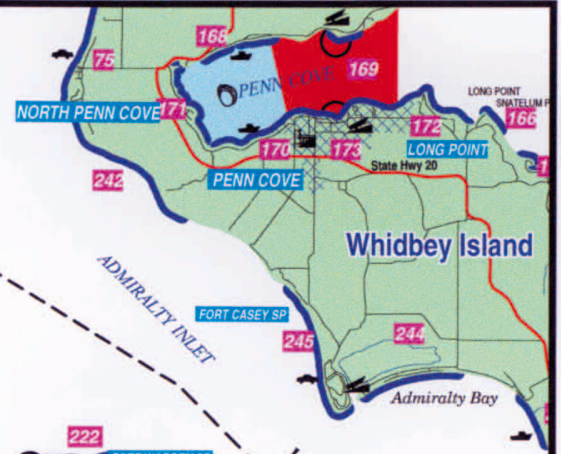 168
75
PENN COVE
169
LONG POINT
SNATELUM P
NORTH PENN COVE
171
172
166
170
173
LONG POINT
State Hwy 20
242
PENN COVE
Whidbey Island
ADMIRALTY INLET
FORT CASEY SP
245
244
Admiralty Bay
222